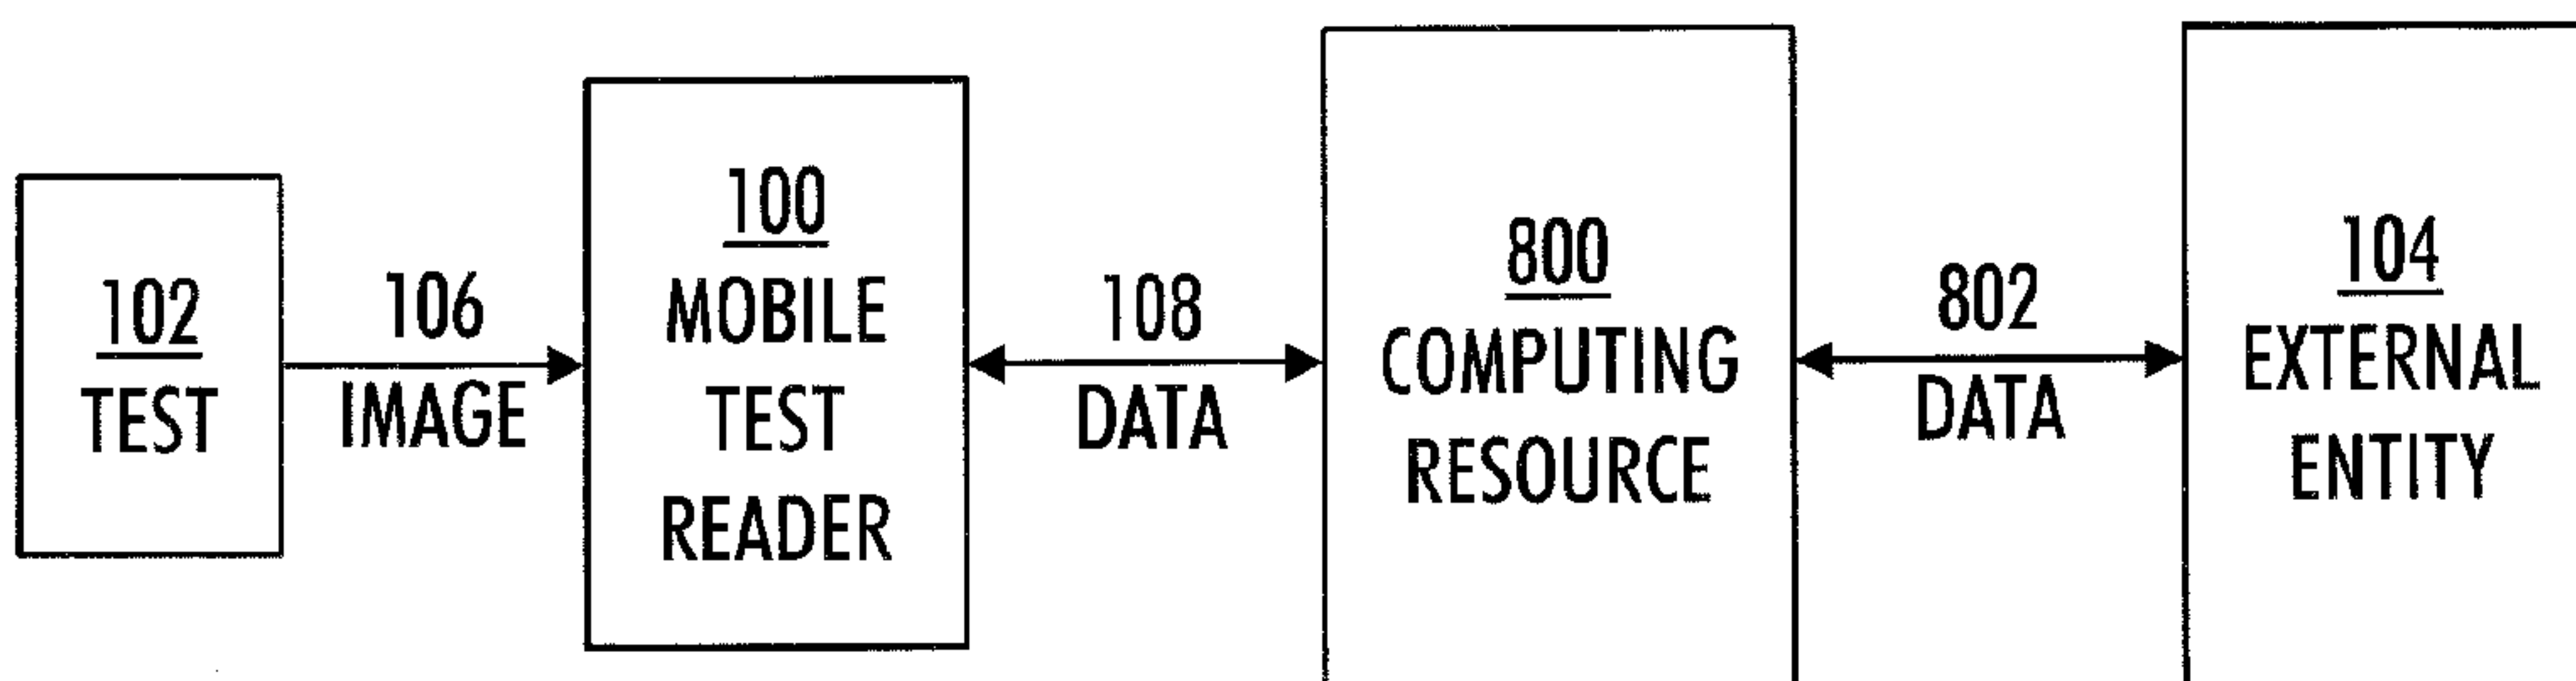 102
TEST
106
IMAGE
100
MOBILE
TEST
READER
108
DATA
800
COMPUTING
RESOURCE
802
DATA
104
EXTERNAL
ENTITY